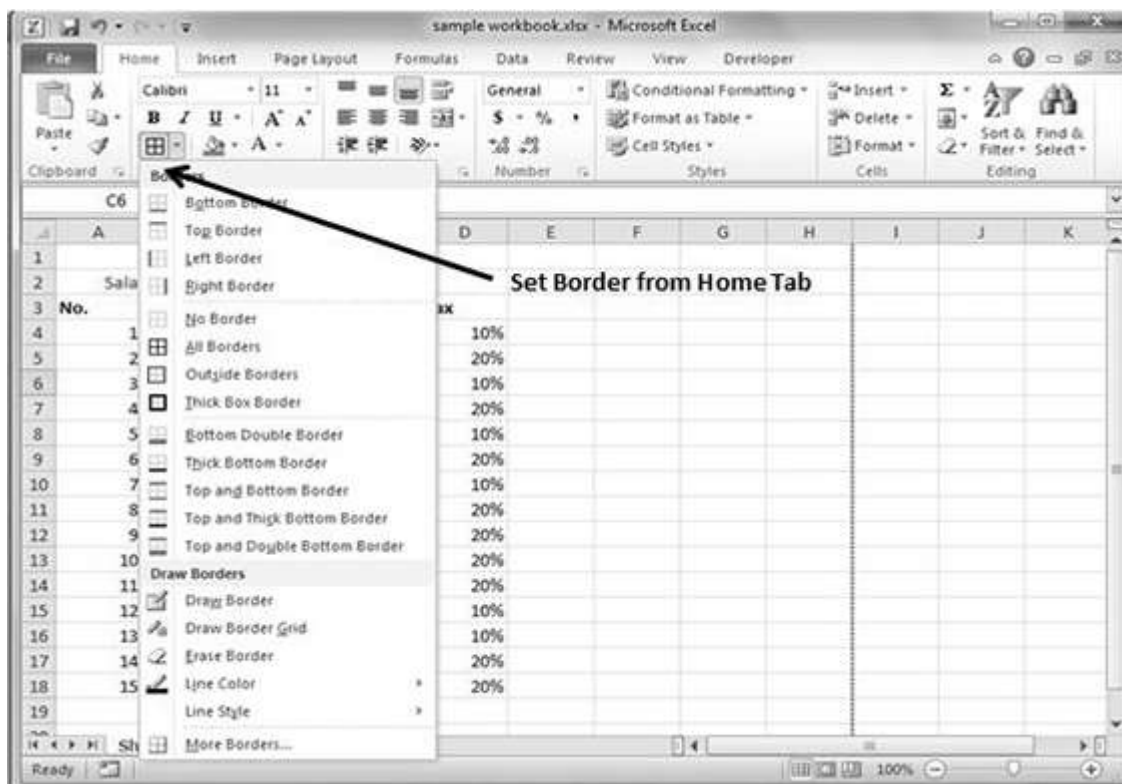 sample workbook.xlsx - Microsoft Excel
File Home Insert Page Layout Formulas Data Review View Developer
Paste
Clipboard
Calibri 11
B I U A A
A
General
$ % ,
Number
Conditional Formatting
Format as Table
Cell Styles
Styles
Insert
Delete
Format
Cells
Σ
Sort & Filter
Find & Select
Editing
C6
A D E F G H I J K
1
2 Sala
3 No. ax
4 1 10%
5 2 20%
6 3 10%
7 4 20%
8 5 10%
9 6 20%
10 7 10%
11 8 20%
12 9 20%
13 10 20%
14 11 20%
15 12 10%
16 13 10%
17 14 20%
18 15 20%
19
Bottom Border
Top Border
Left Border
Right Border
No Border
All Borders
Outside Borders
Thick Box Border
Bottom Double Border
Thick Bottom Border
Top and Bottom Border
Top and Thick Bottom Border
Top and Double Bottom Border
Draw Borders
Draw Border
Draw Border Grid
Erase Border
Line Color
Line Style
More Borders...
Set Border from Home Tab
Sh
Ready 100%